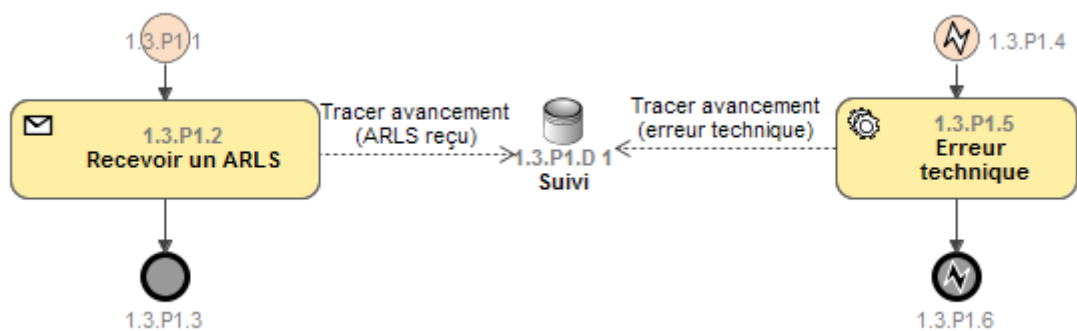 1.3.P1.1
1.3.P1.2
Recevoir un ARLS
1.3.P1.3
Tracer avancement
(ARLS reçu)
1.3.P1.D 1
Suivi
Tracer avancement
(erreur technique)
1.3.P1.4
1.3.P1.5
Erreur
technique
1.3.P1.6